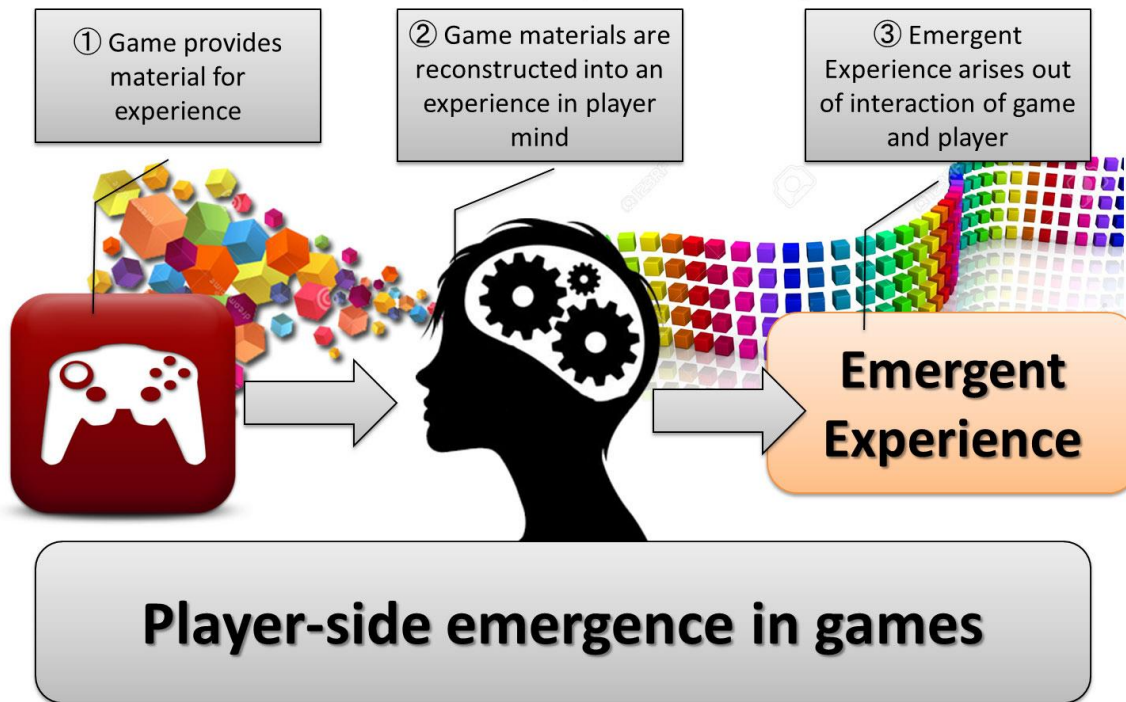 ① Game provides
material for
experience
② Game materials are
reconstructed into an
experience in player
mind
③ Emergent
Experience arises out
of interaction of game
and player
Emergent
Experience
Player-side emergence in games